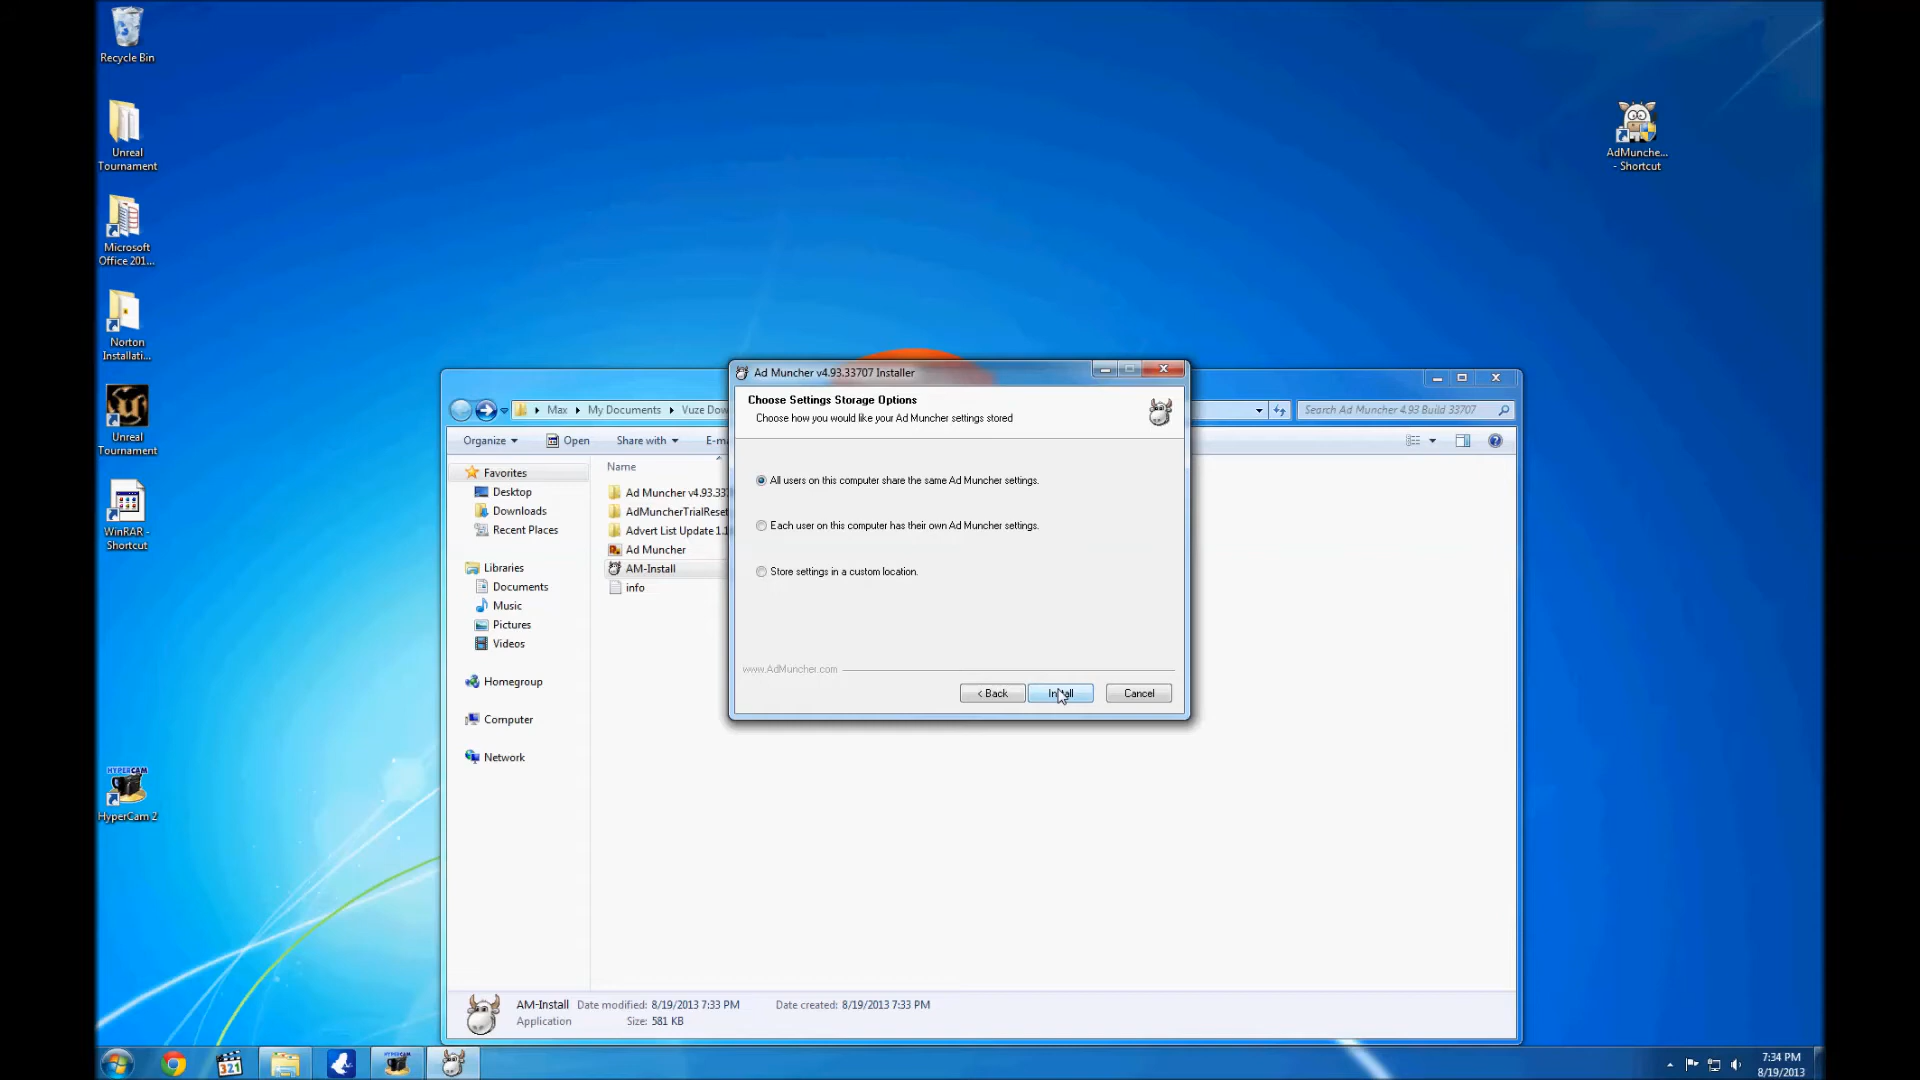 Recycle Bin
Unreal
Tournament
Microsoft
Office 201...
Norton
Installati...
Unreal
Tournament
WinRAR -
Shortcut
HYPERCAM
HyperCam 2
AdMunche...
- Shortcut
Max
My Documents
Vuze Dow
Search Ad Muncher 4.93 Build 33707
Organize
Open
Share with
E-m
Favorites
Desktop
Downloads
Recent Places
Libraries
Documents
Music
Pictures
Videos
Homegroup
Computer
Network
Name
Ad Muncher v4.93.337
AdMuncherTrialReset
Advert List Update 1.1
Ad Muncher
AM-Install
info
Ad Muncher v4.93.33707 Installer
Choose Settings Storage Options
Choose how you would like your Ad Muncher settings stored
All users on this computer share the same Ad Muncher settings.
Each user on this computer has their own Ad Muncher settings.
Store settings in a custom location.
www.AdMuncher.com
< Back
Install
Cancel
AM-Install Date modified: 8/19/2013 7:33 PM Date created: 8/19/2013 7:33 PM
Application Size: 581 KB
321
HYPERCAM
7:34 PM
8/19/2013